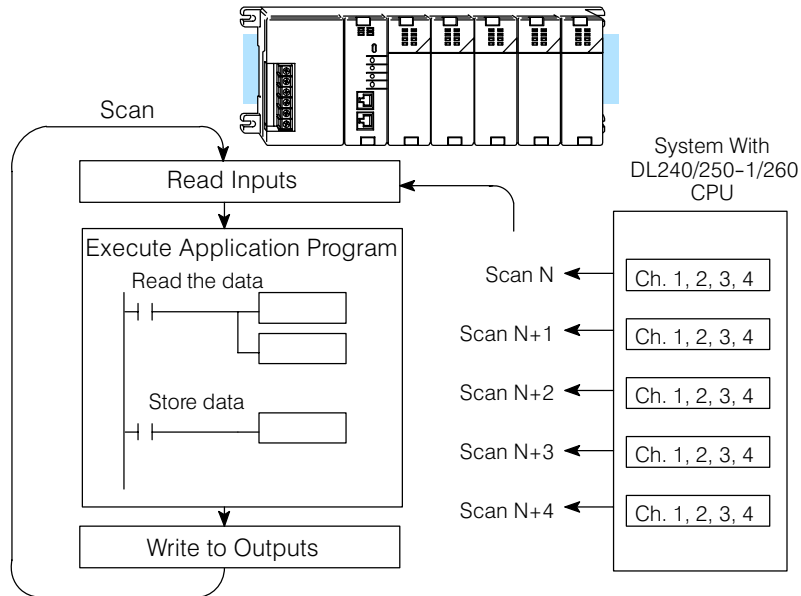 Scan
Read Inputs
Execute Application Program
Read the data
Store data
Write to Outputs
System With
DL240/250-1/260
CPU
Scan N
Ch. 1, 2, 3, 4
Scan N+1
Ch. 1, 2, 3, 4
Scan N+2
Ch. 1, 2, 3, 4
Scan N+3
Ch. 1, 2, 3, 4
Scan N+4
Ch. 1, 2, 3, 4